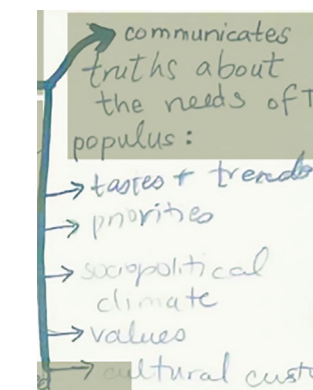 communicates
truths about
the needs of T
populus:
tastes + trends
priorities
sociopolitical
climate
values
cultural cust